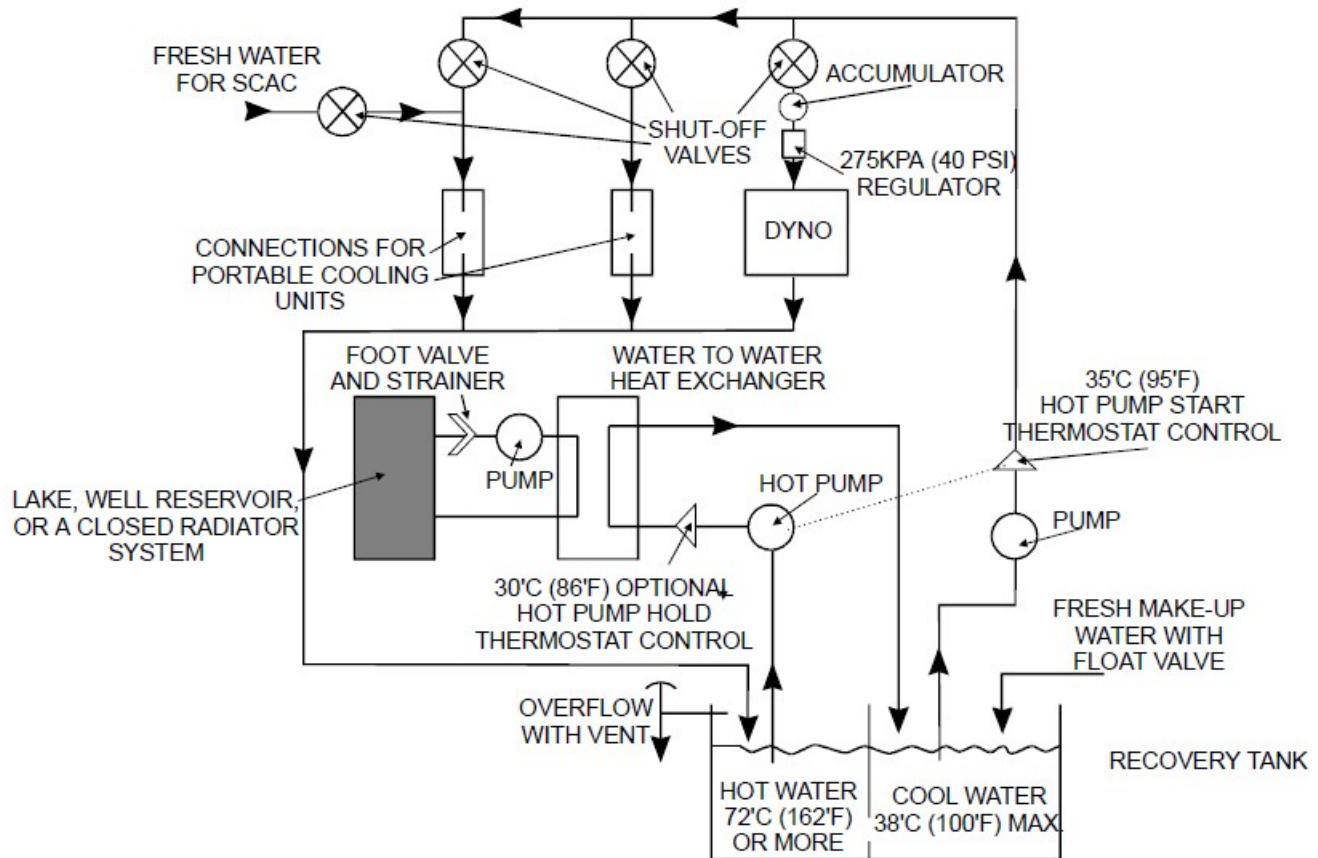 FRESH WATER
FOR SCAC
ACCUMULATOR
SHUT-OFF
VALVES
275KPA (40 PSI)
REGULATOR
DYNO
CONNECTIONS FOR
PORTABLE COOLING
UNITS
FOOT VALVE
AND STRAINER
WATER TO WATER
HEAT EXCHANGER
35'C (95'F)
HOT PUMP START
THERMOSTAT CONTROL
PUMP
HOT PUMP
LAKE, WELL RESERVOIR,
OR A CLOSED RADIATOR
SYSTEM
PUMP
30'C (86'F) OPTIONAL
HOT PUMP HOLD
THERMOSTAT CONTROL
FRESH MAKE-UP
WATER WITH
FLOAT VALVE
OVERFLOW
WITH VENT
RECOVERY TANK
HOT WATER
72'C (162'F)
OR MORE
COOL WATER
38'C (100'F) MAX.